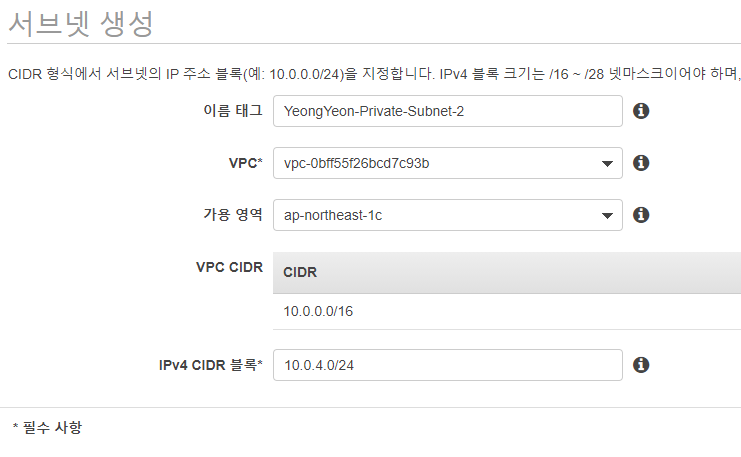 서브넷 생성
CIDR 형식에서 서브넷의 IP 주소 블록(예: 10.0.0.0/24)을 지정합니다. IPv4 블록 크기는 /16 ~ /28 넷마스크이어야 하며,
이름 태그 YeongYeon-Private-Subnet-2
VPC* vpc-0bff55f26bcd7c93b
가용 영역 ap-northeast-1c
VPC CIDR CIDR
10.0.0.0/16
IPv4 CIDR 블록* 10.0.4.0/24
* 필수 사항